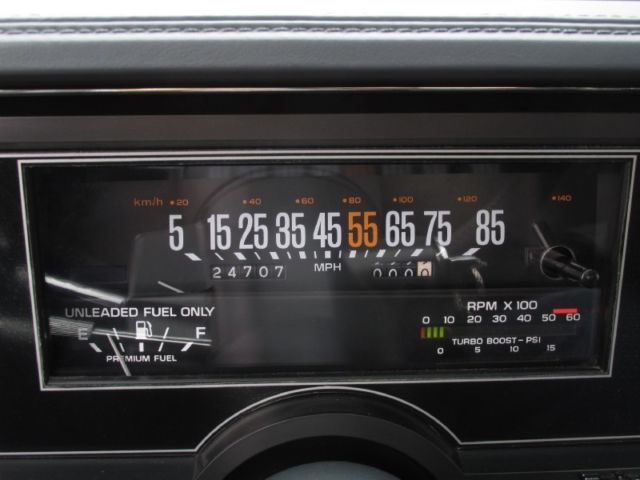 km/h 20 40 60 80 100 120 140
5 15 25 35 45 55 65 75 85
24707 MPH 0000
UNLEADED FUEL ONLY
E F
PREMIUM FUEL
RPM X 100
0 10 20 30 40 50 60
TURBO BOOST - PSI
0 5 10 15